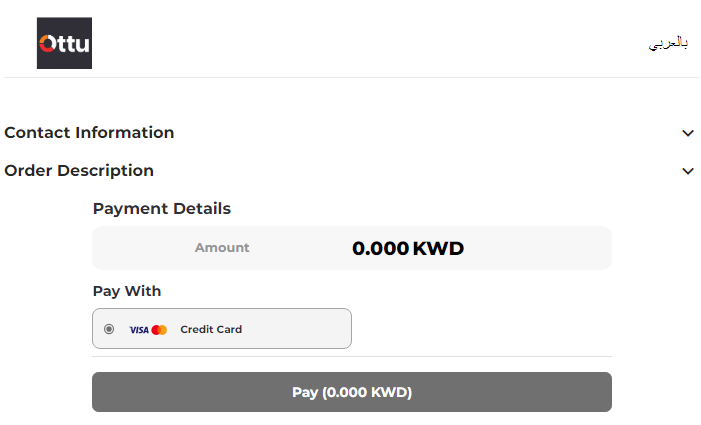 Ottu
بالعربي
Contact Information
Order Description
Payment Details
Amount 0.000 KWD
Pay With
VISA Credit Card
Pay (0.000 KWD)